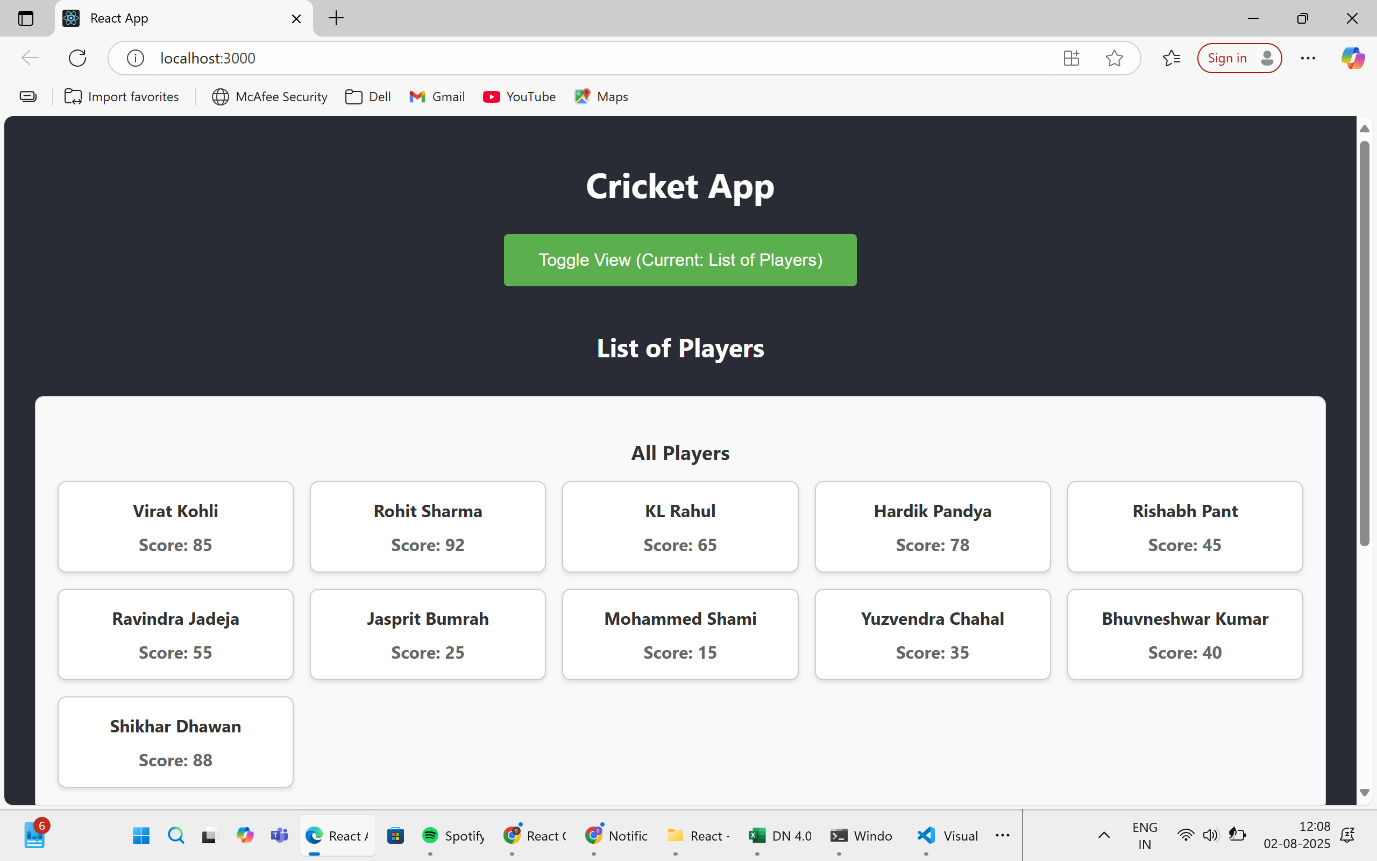 React App
localhost:3000
Sign in
Import favorites
McAfee Security
Dell
Gmail
YouTube
Maps
Cricket App
Toggle View (Current: List of Players)
List of Players
All Players
Virat Kohli
Score: 85
Rohit Sharma
Score: 92
KL Rahul
Score: 65
Hardik Pandya
Score: 78
Rishabh Pant
Score: 45
Ravindra Jadeja
Score: 55
Jasprit Bumrah
Score: 25
Mohammed Shami
Score: 15
Yuzvendra Chahal
Score: 35
Bhuvneshwar Kumar
Score: 40
Shikhar Dhawan
Score: 88
6
React A
Spotify
React C
Notific
React -
DN 4.0
Windo
Visual
ENG
IN
12:08
02-08-2025